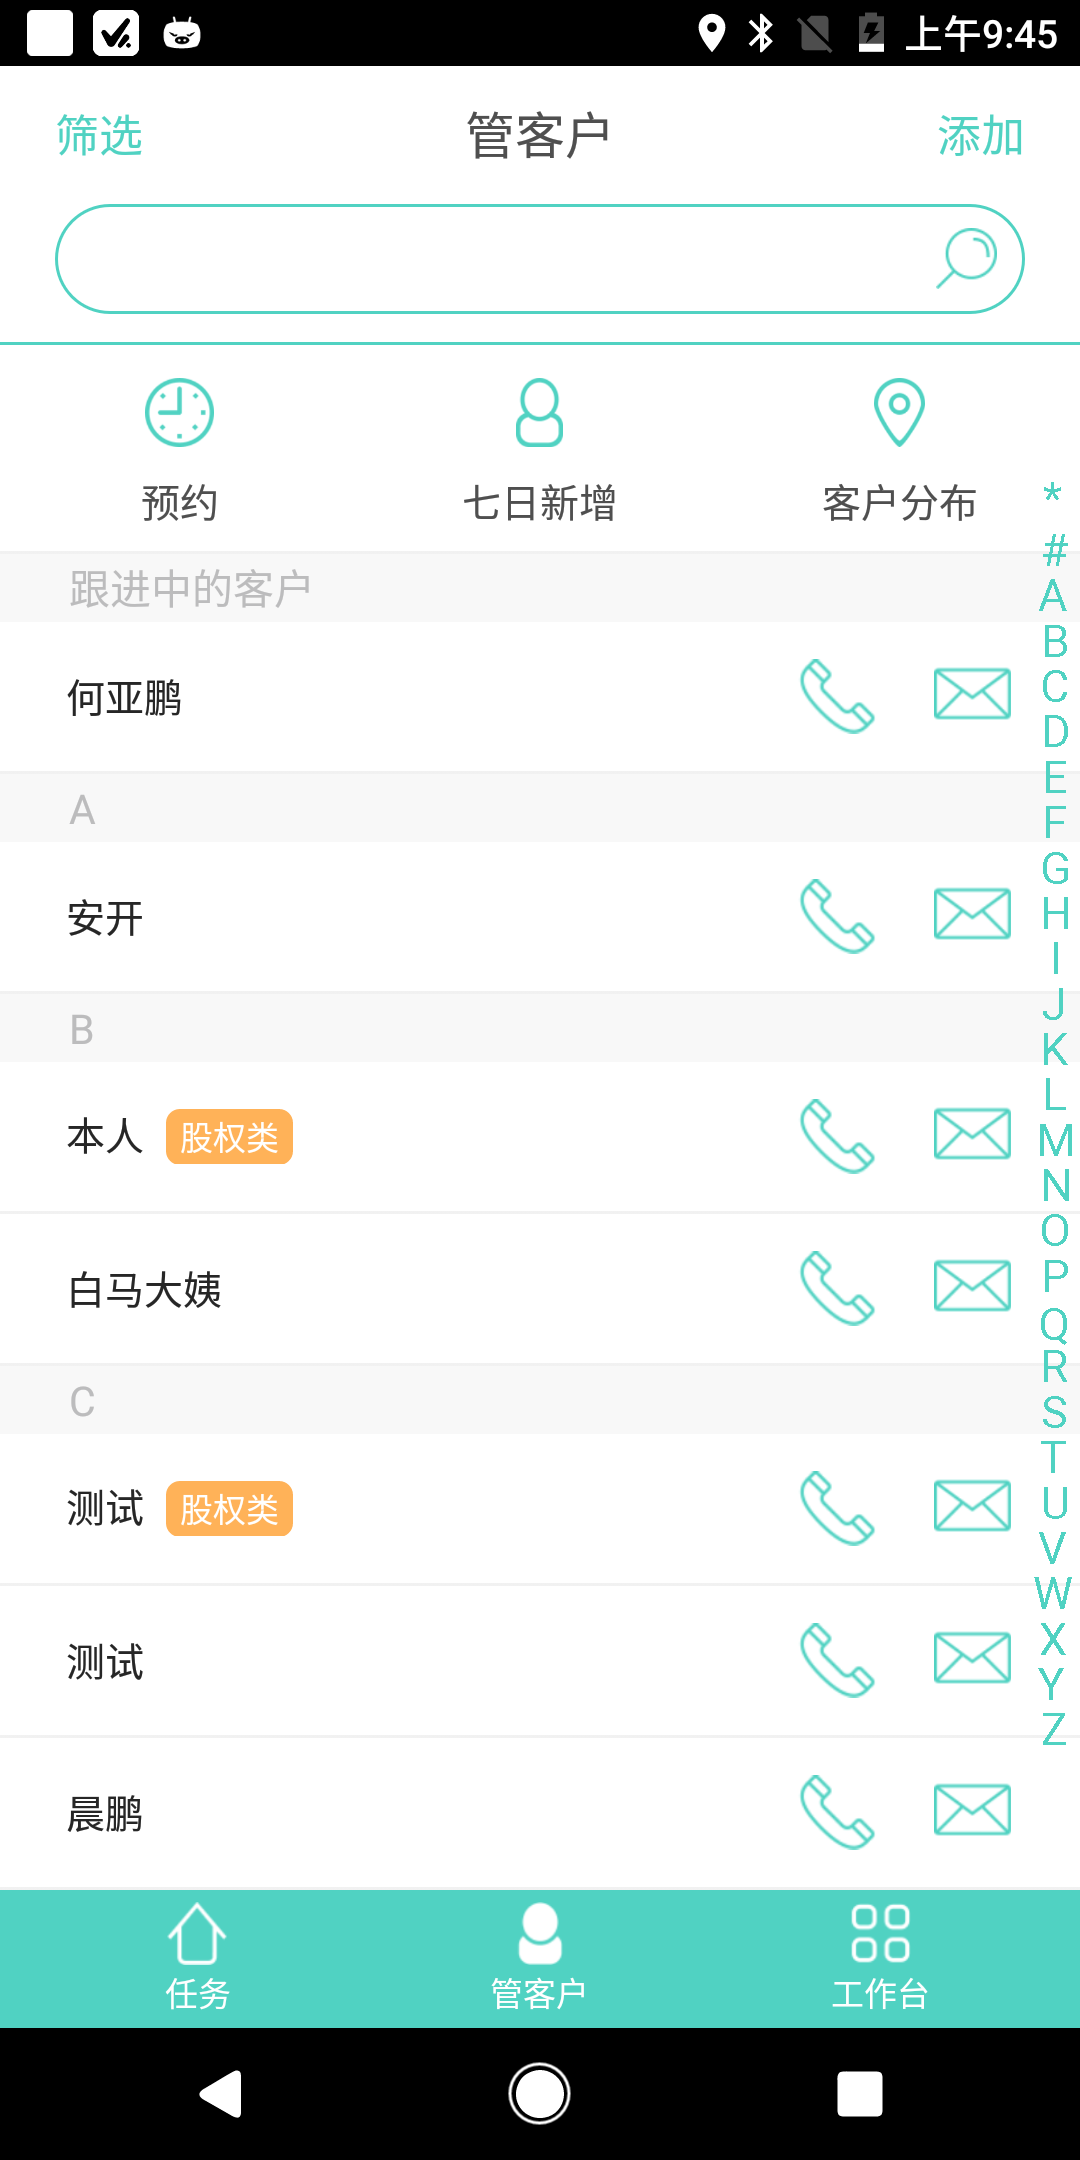 上午9:45
筛选 管客户 添加
预约 七日新增 客户分布
跟进中的客户
何亚鹏
A
安开
B
本人 股权类
白马大姨
C
测试 股权类
测试
晨鹏
*
#
A
B
C
D
E
F
G
H
I
J
K
L
M
N
O
P
Q
R
S
T
U
V
W
X
Y
Z
任务 管客户 工作台